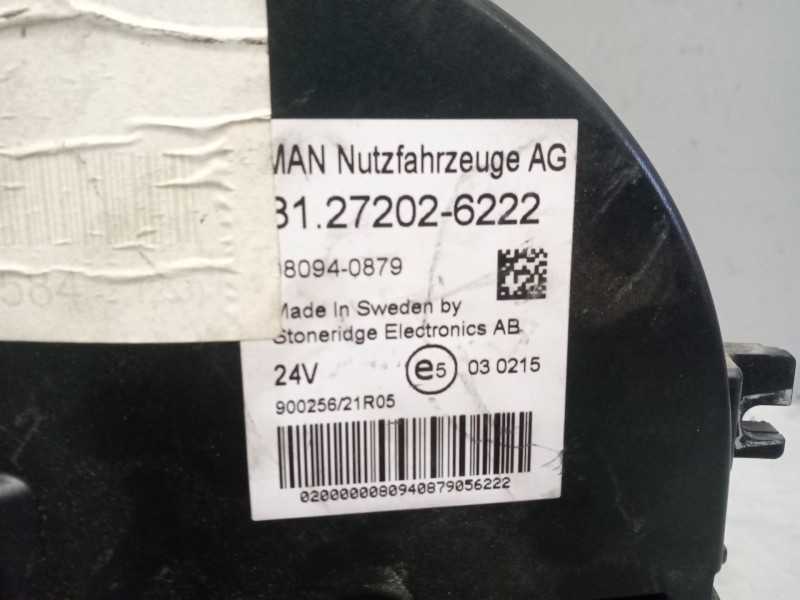 MAN Nutzfahrzeuge AG
81.27202-6222
08094-0879
Made In Sweden by
Stoneridge Electronics AB
24V
e5
03 0215
900256/21R05
0200000080940879056222